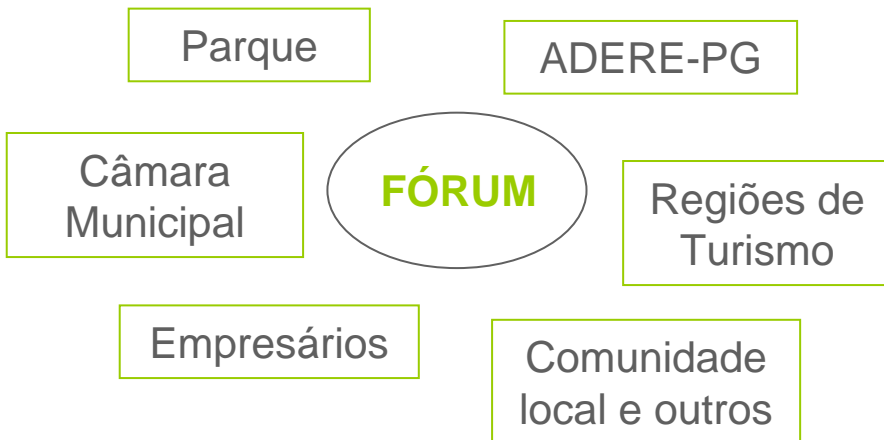 Parque
ADERE-PG
Câmara
Municipal
FÓRUM
Regiões de
Turismo
Empresários
Comunidade
local e outros